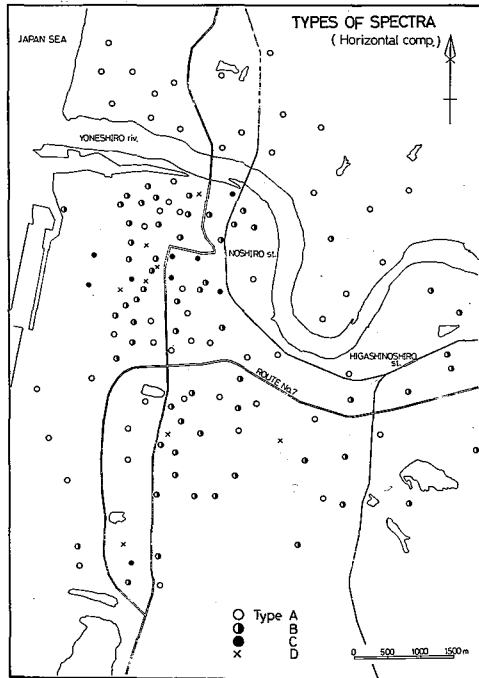 TYPES OF SPECTRA
(Horizontal comp.)
JAPAN SEA
YONESHIRO riv.
NOSHIRO st.
HIGASHINOSHIRO
st.
ROUTE No.7
Type A
B
C
D
0 500 1000 1500m